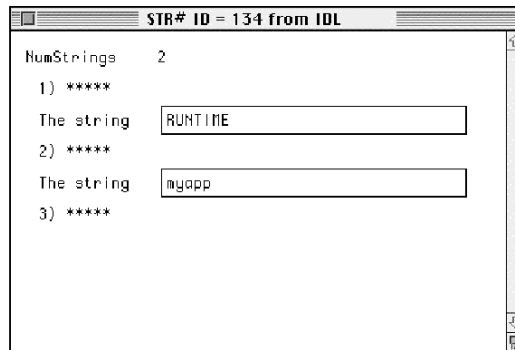 STR# ID = 134 from IDL
NumStrings 2
1) *****
The string RUNTIME
2) *****
The string myapp
3) *****